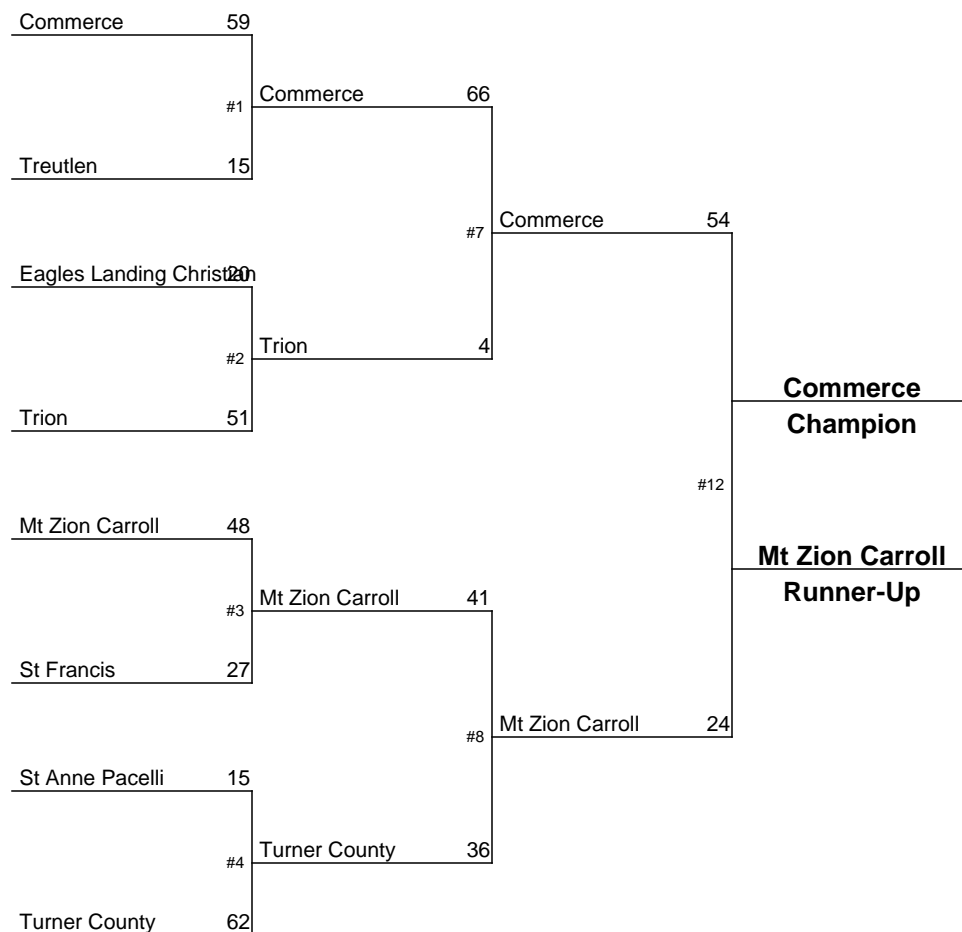 Commerce 59
#1 Commerce 66
Treutlen 15
#7 Commerce 54
Eagles Landing Christian 20
#2 Trion 4
Trion 51
Commerce
Champion
#12
Mt Zion Carroll 48
Mt Zion Carroll
Runner-Up
#3 Mt Zion Carroll 41
St Francis 27
#8 Mt Zion Carroll 24
St Anne Pacelli 15
#4 Turner County 36
Turner County 62